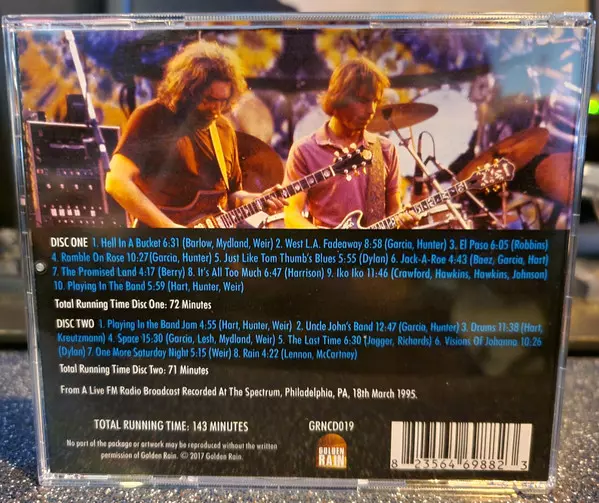 DISC ONE 1. Hell In A Bucket 6:31 (Barlow, Mydland, Weir) 2. West L.A. Fadeaway 8:58 (Garcia, Hunter) 3. El Paso 6:05 (Robbins)
4. Ramble On Rose 10:27(Garcia, Hunter) 5. Just Like Tom Thumb's Blues 5:55 (Dylan) 6. Jack-A-Roe 4:43 (Baez, Garcia, Hart)
7. The Promised Land 4:17 (Berry) 8. It's All Too Much 6:47 (Harrison) 9. Iko Iko 11:46 (Crawford, Hawkins, Hawkins, Johnson)
10. Playing In The Band 5:59 (Hart, Hunter, Weir)
Total Running Time Disc One: 72 Minutes
DISC TWO 1. Playing In the Band Jam 4:55 (Hart, Hunter, Weir) 2. Uncle John's Band 12:47 (Garcia, Hunter) 3. Drums 11:38 (Hart,
Kreutzmann) 4. Space 15:30 (Garcia, Lesh, Mydland, Weir) 5. The Last Time 6:30 (Jaggor, Richards) 6. Visions Of Johanna 10:26
(Dylan) 7. One More Saturday Night 5:15 (Weir) 8. Rain 4:22 (Lennon, McCartney)
Total Running Time Disc Two: 71 Minutes
From A Live FM Radio Broadcast Recorded At The Spectrum, Philadelphia, PA, 18th March 1995.
TOTAL RUNNING TIME: 143 MINUTES
GRNCD019
No part of the package or artwork may be reproduced without the written
permission of Golden Rain. © 2017 Golden Rain.
GOLDEN
RAIN
8 23564 69882 3